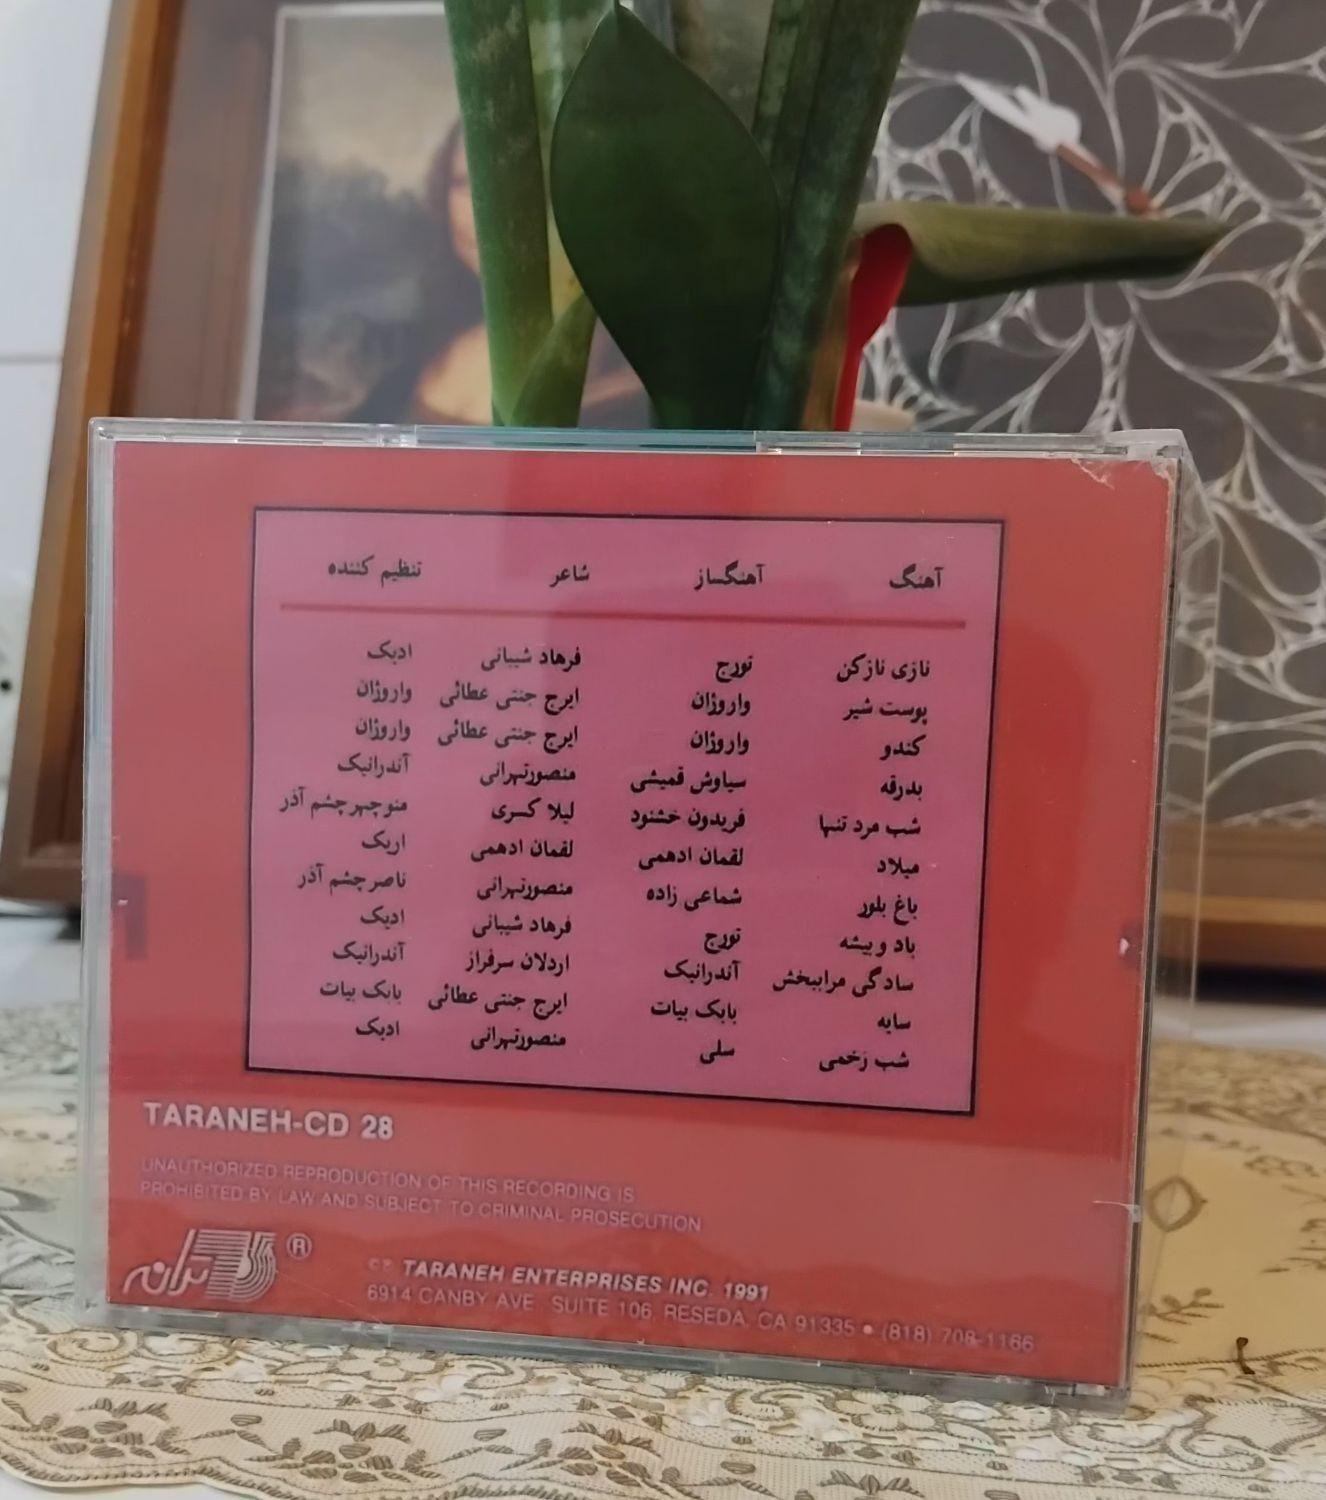 آهنگ آهنگساز شاعر تنظیم کننده
نازی نازکن تورج فرهاد شیبانی ادیک
پوست شیر واروژان ایرج جنتی عطائی واروژان
کندو واروژان ایرج جنتی عطائی واروژان
بدرقه سیاوش قمیشی منصورتهرانی آندرانیک
شب مرد تنها فریدون خشنود لیلا کسری منوچهرچشم آذر
میلاد لقمان ادهمی لقمان ادهمی اریک
باغ بلور شماعی زاده منصورتهرانی ناصرچشم آذر
باد و بیشه تورج فرهاد شیبانی ادیک
سادگی مراببخش آندرانیک اردلان سرفراز آندرانیک
سایه بابک بیات ایرج جنتی عطائی بابک بیات
شب زخمی سلی منصورتهرانی ادیک
TARANEH-CD 28
UNAUTHORIZED REPRODUCTION OF THIS RECORDING IS
PROHIBITED BY LAW AND SUBJECT TO CRIMINAL PROSECUTION
ترانه ®
©℗ TARANEH ENTERPRISES INC. 1991
6914 CANBY AVE. SUITE 106, RESEDA, CA 91335 • (818) 708-1166